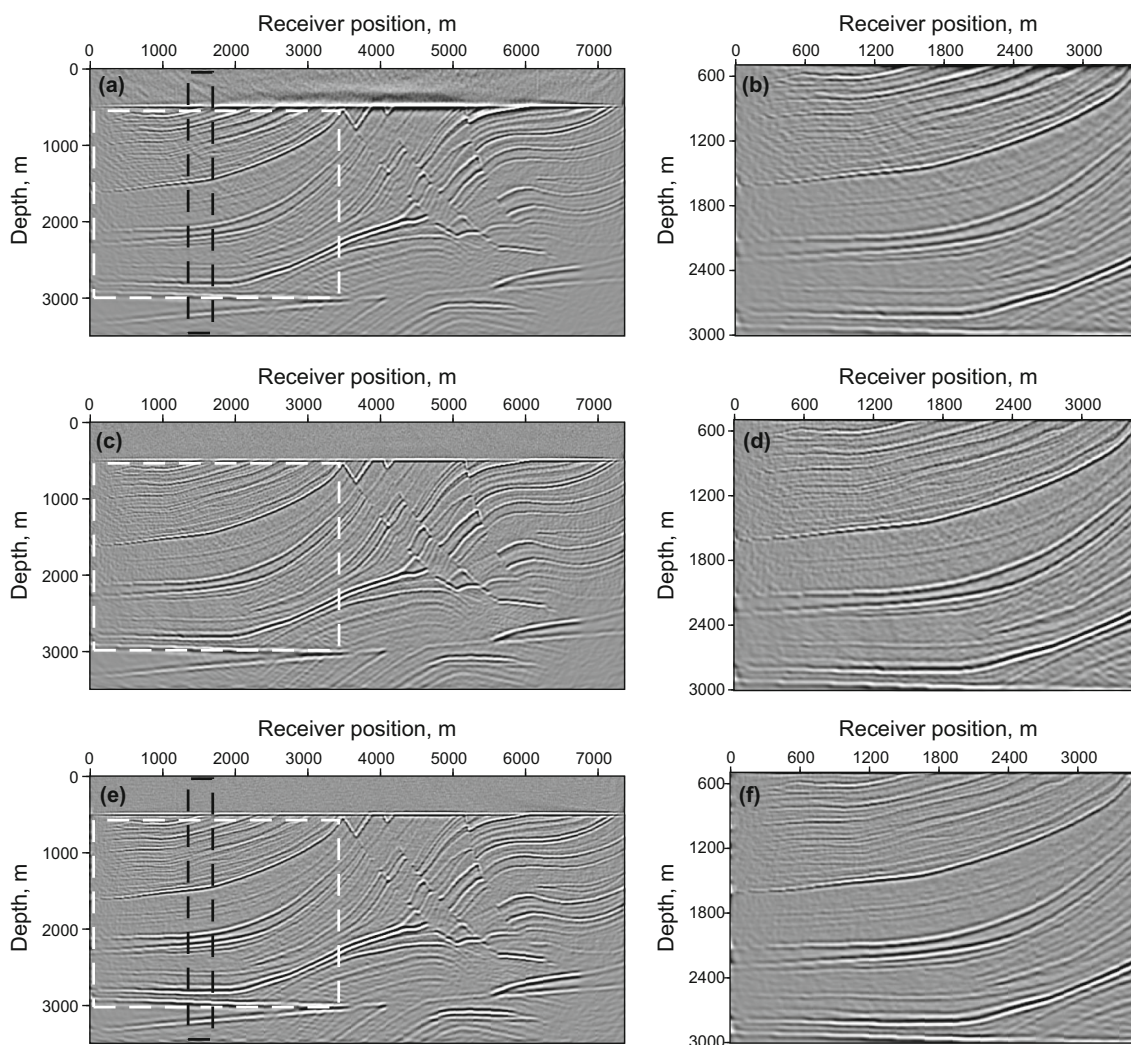 Receiver position, m
0 1000 2000 3000 4000 5000 6000 7000
Depth, m
0
1000
2000
3000
(a)
Receiver position, m
0 600 1200 1800 2400 3000
Depth, m
600
1200
1800
2400
3000
(b)
Receiver position, m
0 1000 2000 3000 4000 5000 6000 7000
Depth, m
0
1000
2000
3000
(c)
Receiver position, m
0 600 1200 1800 2400 3000
Depth, m
600
1200
1800
2400
3000
(d)
Receiver position, m
0 1000 2000 3000 4000 5000 6000 7000
Depth, m
0
1000
2000
3000
(e)
Receiver position, m
0 600 1200 1800 2400 3000
Depth, m
600
1200
1800
2400
3000
(f)